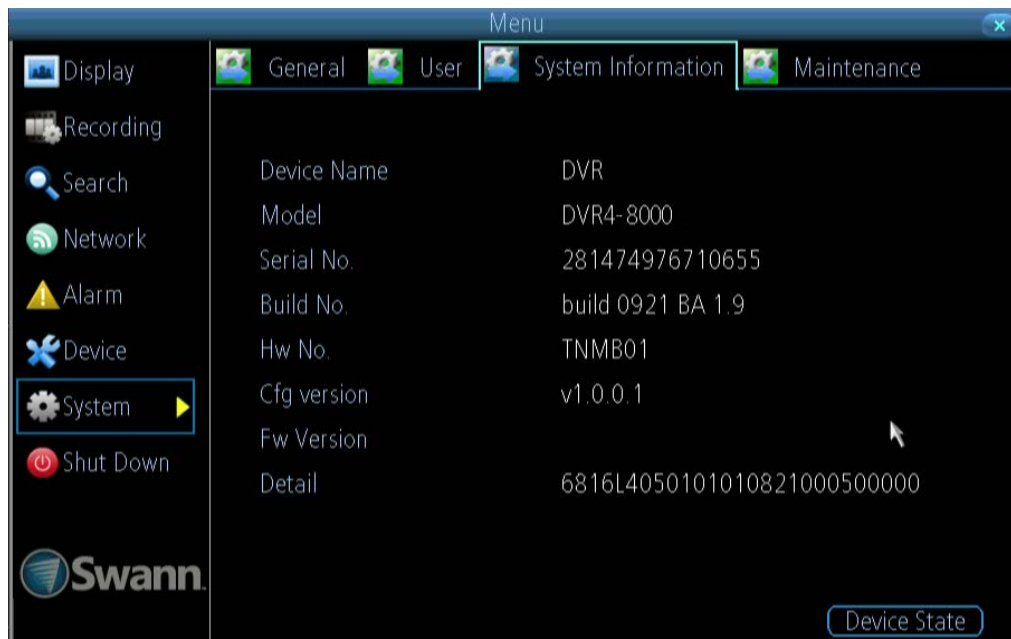 Menu
Display
General
User
System Information
Maintenance
Recording
Search
Network
Alarm
Device
System
Shut Down
Device Name DVR
Model DVR4-8000
Serial No. 281474976710655
Build No. build 0921 BA 1.9
Hw No. TNMB01
Cfg version v1.0.0.1
Fw Version
Detail 6816L4050101010821000500000
Swann
Device State